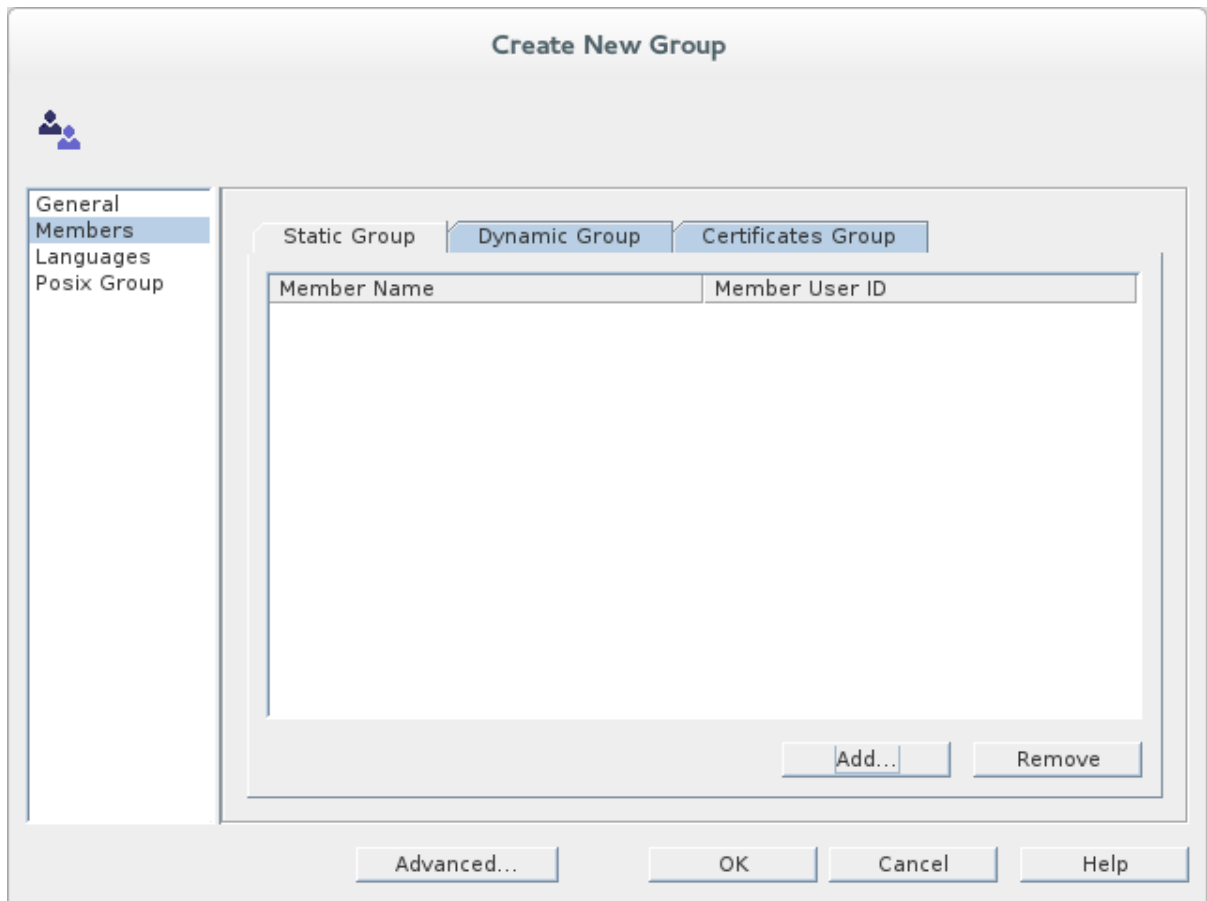 Create New Group
General
Members
Languages
Posix Group
Static Group Dynamic Group Certificates Group
Member Name Member User ID
Add... Remove
Advanced... OK Cancel Help